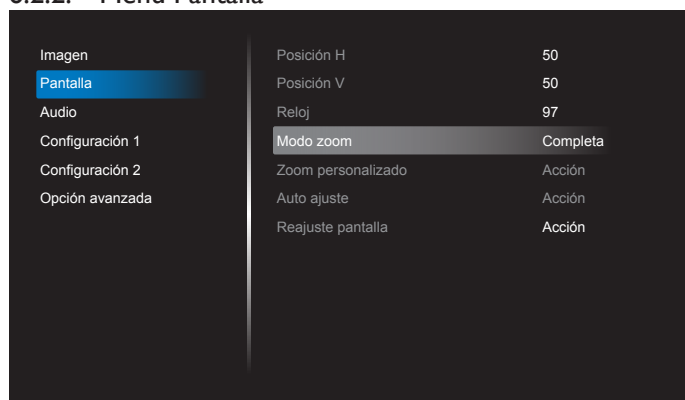 Imagen
Pantalla
Audio
Configuración 1
Configuración 2
Opción avanzada
Posición H 50
Posición V 50
Reloj 97
Modo zoom Completa
Zoom personalizado Acción
Auto ajuste Acción
Reajuste pantalla Acción